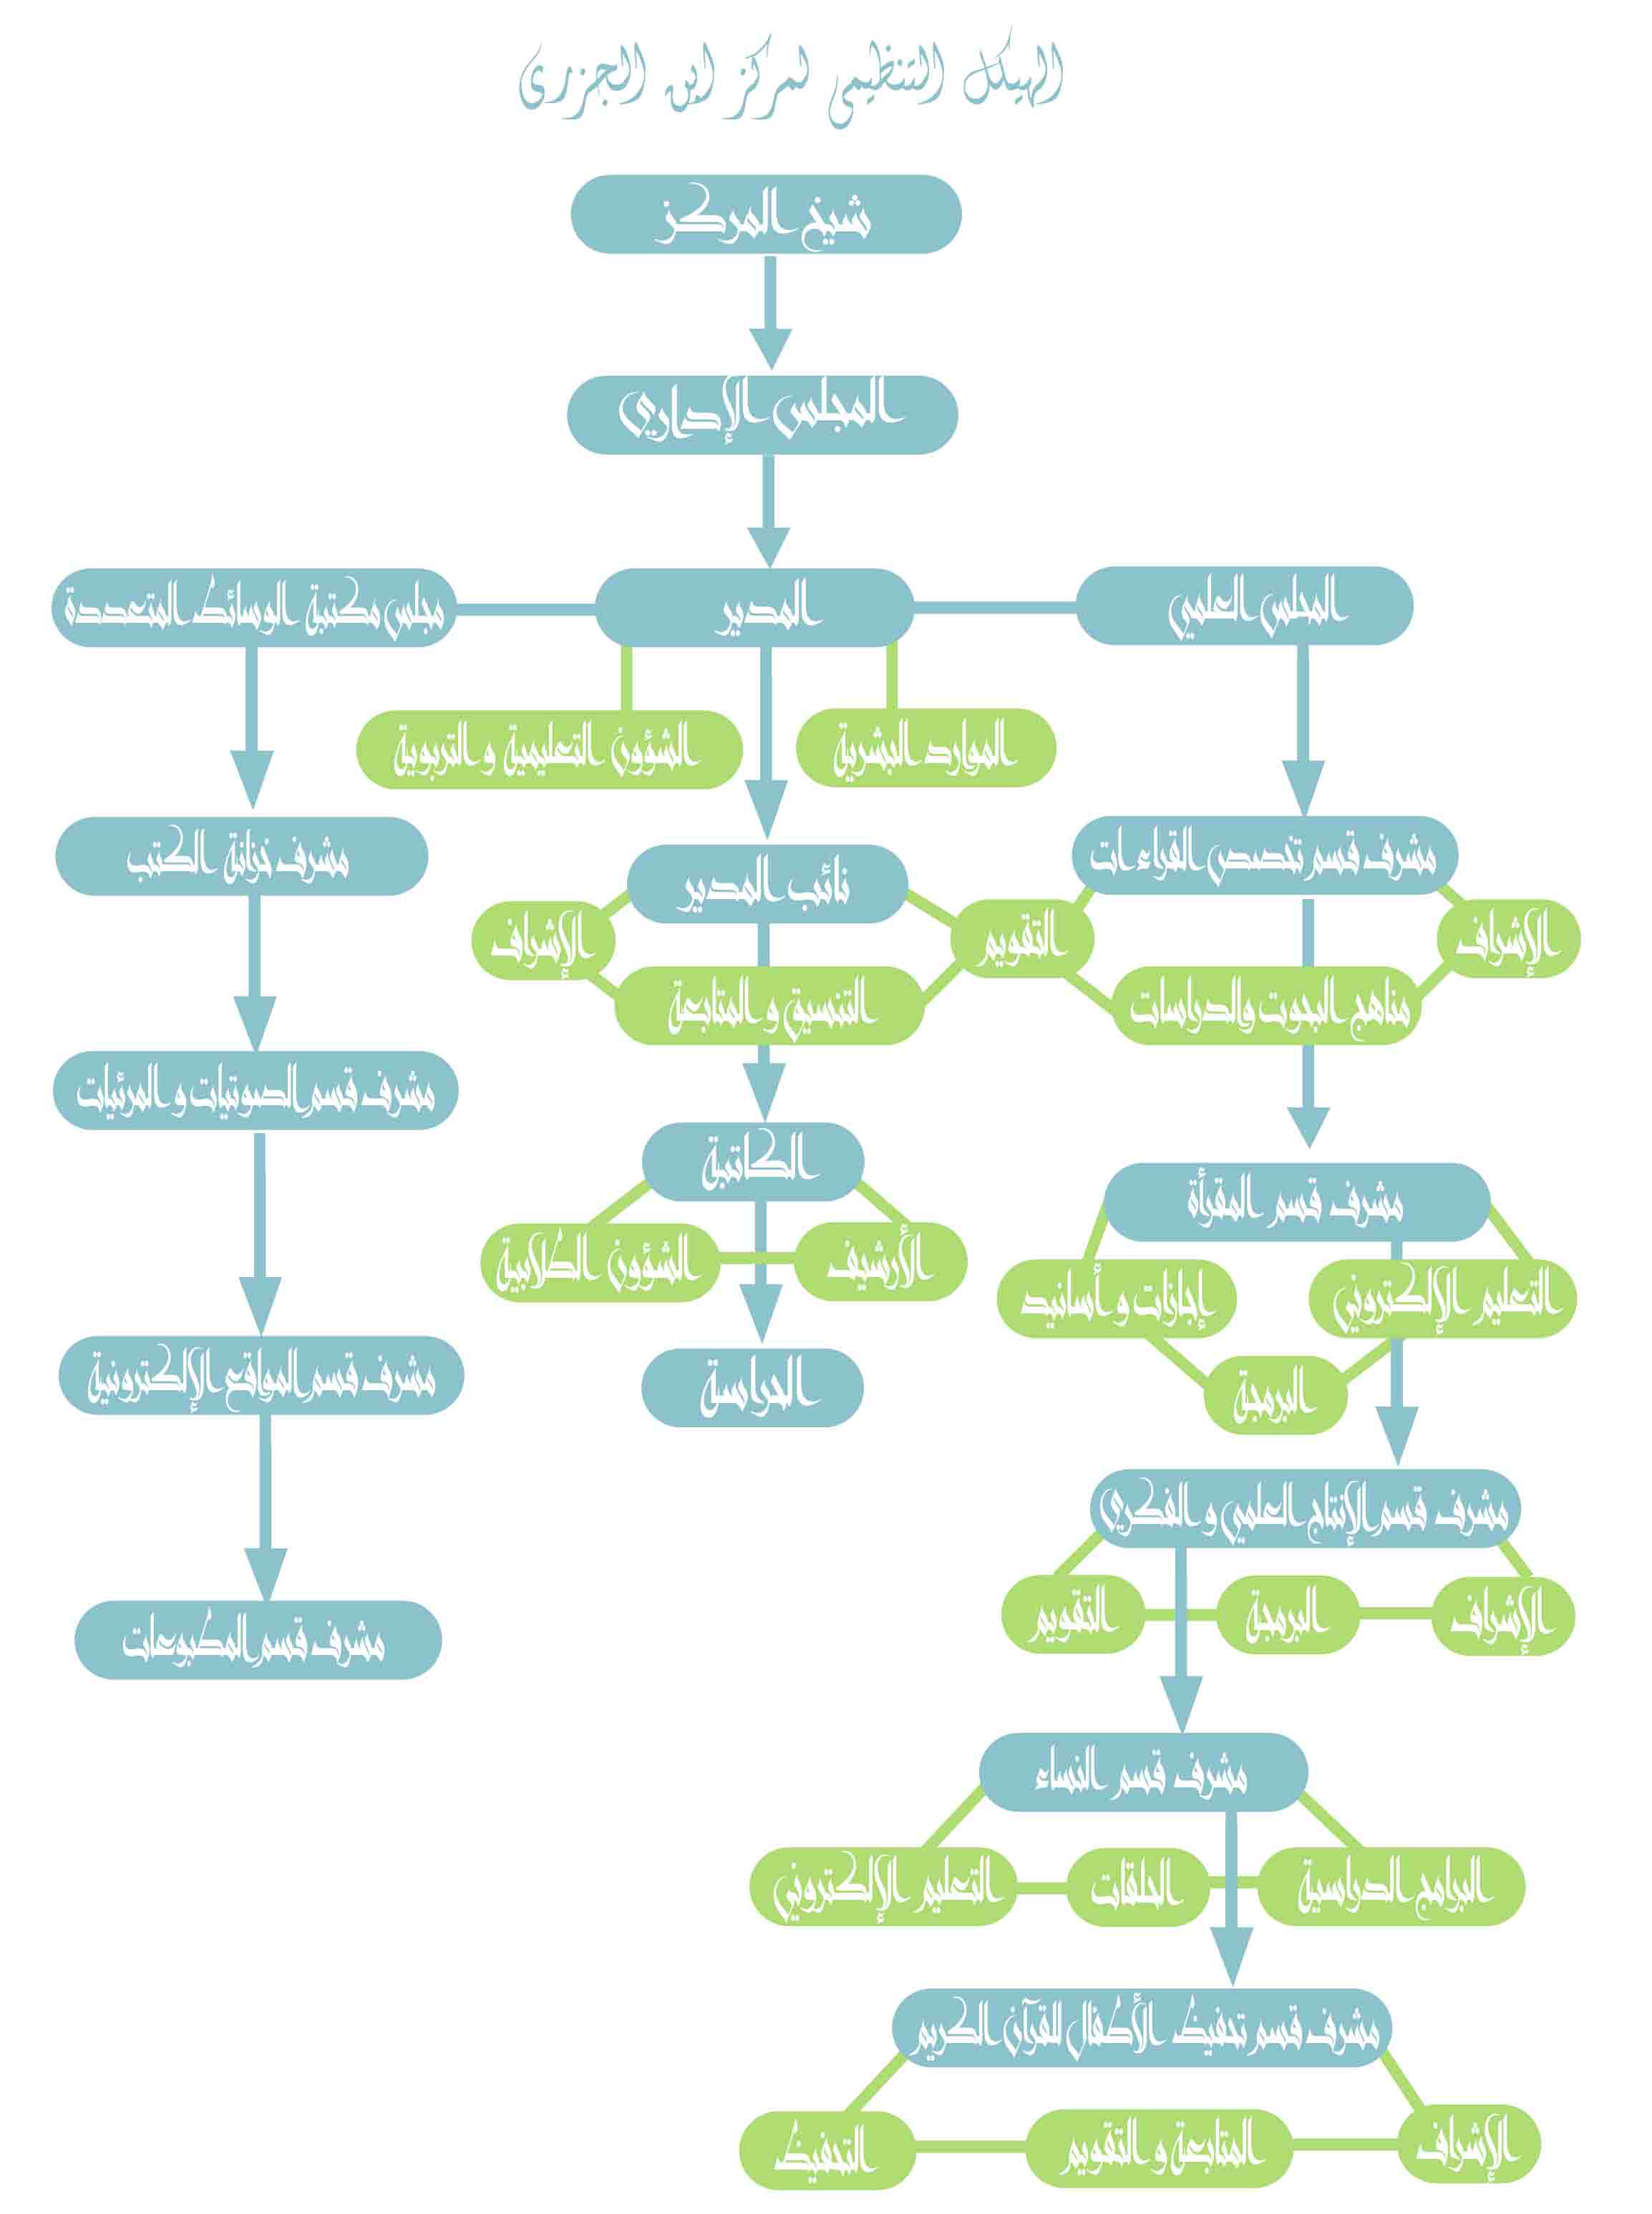 الهيكل التنظيمي لمركز ابن الجزري
شيخ المركز
المجلس الإداري
المجلس العلمي
المدير
مجلس مكتبة الوسائط المتعددة
الموارد البشرية
الشؤون التعليمية و التربوية
مشرف قسم تخصص القراءات
نائب المدير
مشرف خزانة الكتب
الإشراف
التقويم
الإشراف
مناهج البحوث والدراسات
التنسيق و المتابعة
مشرف قسم الصوتيات و المرئيات
الكاتبة
مشرف قسم المقرأة
الأرشيف
الشؤون الطلابية
التعليم الإلكتروني
إجازات و أسانيد
مشرف قسم المواقع الإلكترونية
الحراسة
البرمجة
مشرف قسم الإنتاج العلمي و الفكري
الإشراف
البرمجة
التقويم
مشرف قسم المطبوعات
مشرف قسم النساء
البرامج الدراسية
الحلقات
التعليم الإلكتروني
مشرف قسم تحفيظ الأطفال للقرآن الكريم
الإشراف
المتابعة و التقويم
التحفيظ